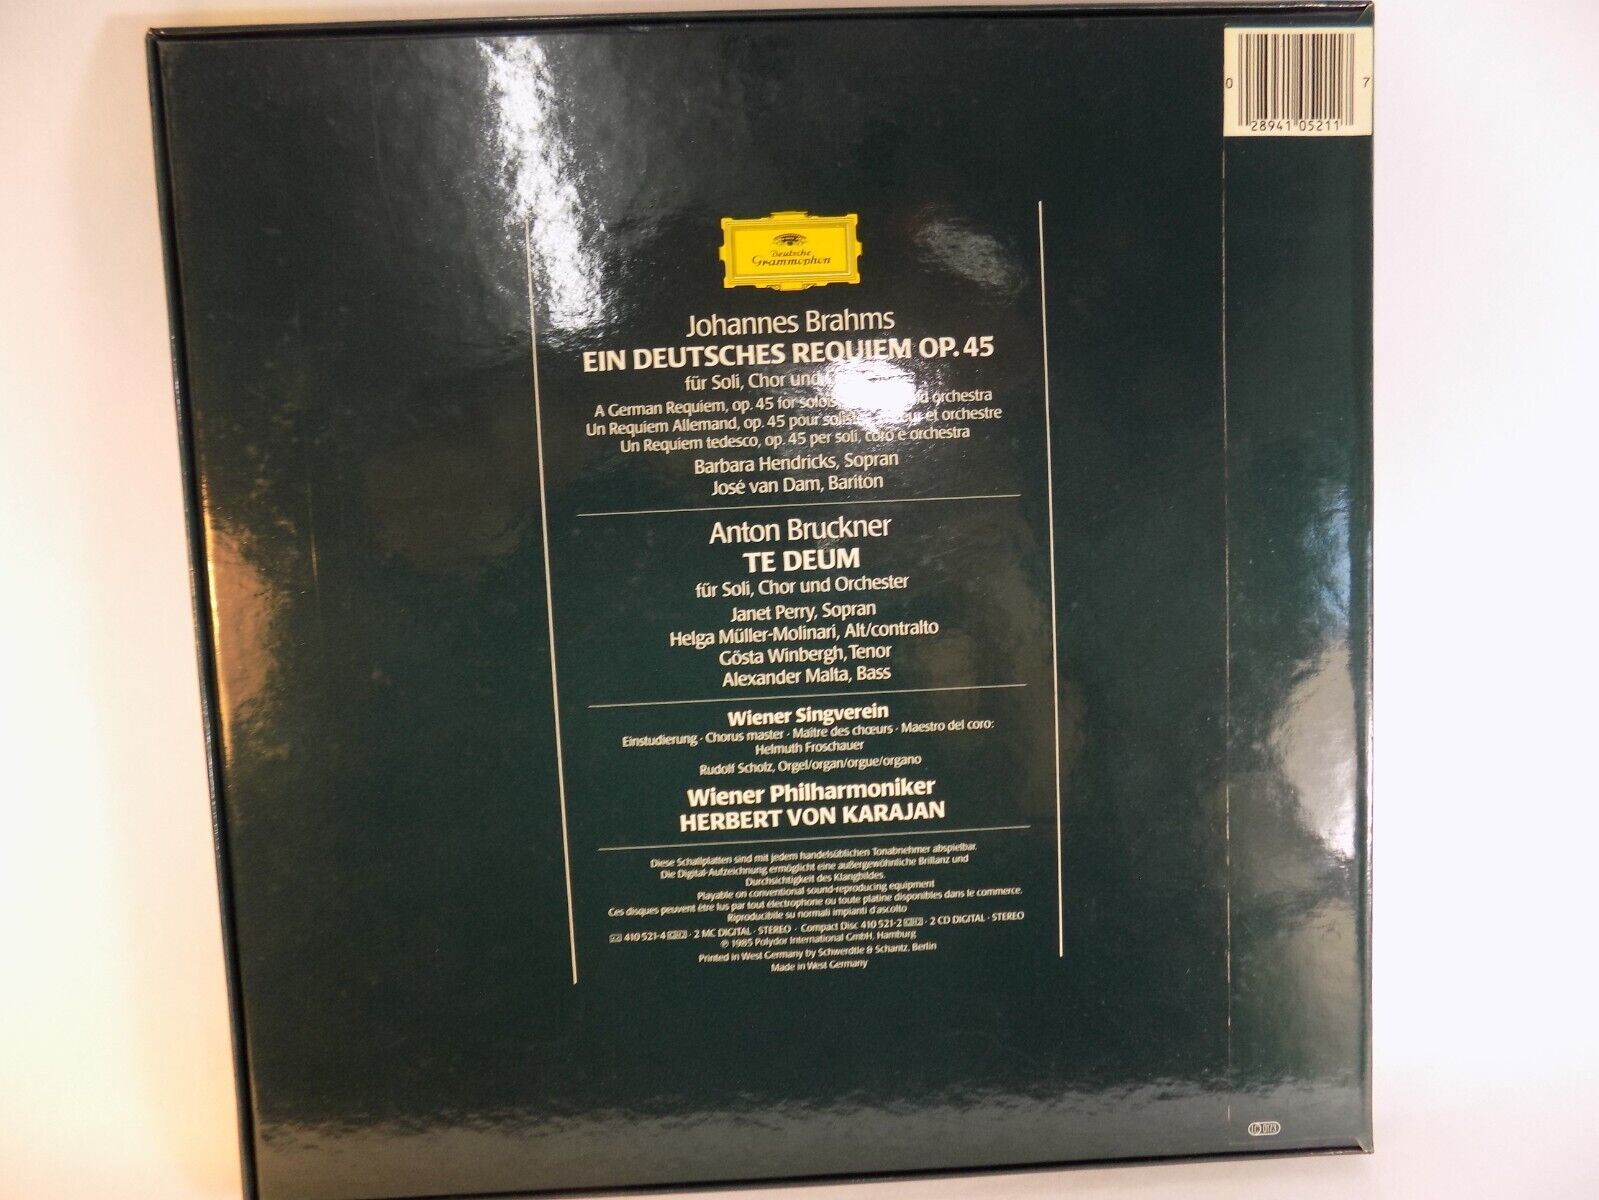 0 7
28941 05211
Deutsche
Grammophon
Johannes Brahms
EIN DEUTSCHES REQUIEM OP. 45
für Soli, Chor und
A German Requiem, op. 45 for solo orchestra
Un Requiem Allemand, op. 45 pour et orchestre
Un Requiem tedesco, op. 45 per soli, coro e orchestra
Barbara Hendricks, Sopran
José van Dam, Bariton
Anton Bruckner
TE DEUM
für Soli, Chor und Orchester
Janet Perry, Sopran
Helga Müller-Molinari, Alt/contralto
Gösta Winbergh, Tenor
Alexander Malta, Bass
Wiener Singverein
Einstudierung · Chorus master · Maître des chœurs · Maestro del coro:
Helmuth Froschauer
Rudolf Scholz, Orgel/organ/orgue/organo
Wiener Philharmoniker
HERBERT VON KARAJAN
Diese Schallplatten sind mit jedem handelsüblichen Tonabnehmer abspielbar.
Die Digital-Aufzeichnung ermöglicht eine außergewöhnliche Brillanz und
Durchsichtigkeit des Klangbildes.
Playable on conventional sound-reproducing equipment
Ces disques peuvent être lus par tout électrophone ou toute platine disponibles dans le commerce.
Riproducibile su normali impianti d'ascolto
410 521-4 GH2 · 2 MC DIGITAL · STEREO · Compact Disc 410 521-2 GH2 · 2 CD DIGITAL · STEREO
℗ 1985 Polydor International GmbH, Hamburg
Printed in West Germany by Schwerdtle & Schantz, Berlin
Made in West Germany